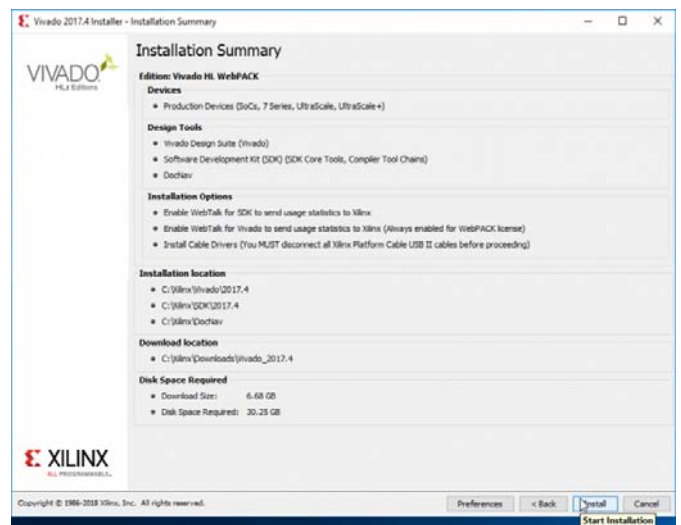 Vivado 2017.4 Installer - Installation Summary
VIVADO
HLx Editions
Installation Summary
Edition: Vivado HL WebPACK
Devices
Production Devices (SoCs, 7 Series, UltraScale, UltraScale+)
Design Tools
Vivado Design Suite (Vivado)
Software Development Kit (SDK) (SDK Core Tools, Compiler Tool Chains)
DocNav
Installation Options
Enable WebTalk for SDK to send usage statistics to Xilinx
Enable WebTalk for Vivado to send usage statistics to Xilinx (Always enabled for WebPACK license)
Install Cable Drivers (You MUST disconnect all Xilinx Platform Cable USB II cables before proceeding)
Installation location
C:\Xilinx\Vivado\2017.4
C:\Xilinx\SDK\2017.4
C:\Xilinx\DocNav
Download location
C:\Xilinx\Downloads\Vivado_2017.4
Disk Space Required
Download Size: 6.68 GB
Disk Space Required: 30.25 GB
XILINX
ALL PROGRAMMABLE.
Copyright © 1986-2018 Xilinx, Inc. All rights reserved.
Preferences < Back Install Cancel
Start Installation